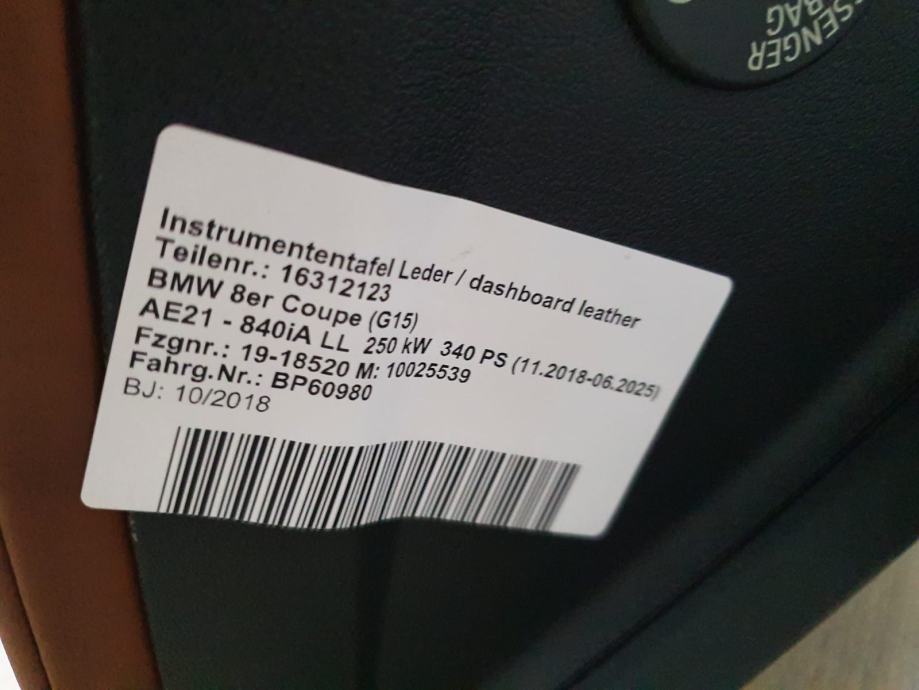 SENGER
BAG
Instrumententafel Leder / dashboard leather
Teilenr.: 16312123
BMW 8er Coupe (G15)
AE21 - 840iA LL 250 kW 340 PS (11.2018-06.2025)
Fzgnr.: 19-18520 M: 10025539
Fahrg.Nr.: BP60980
BJ: 10/2018